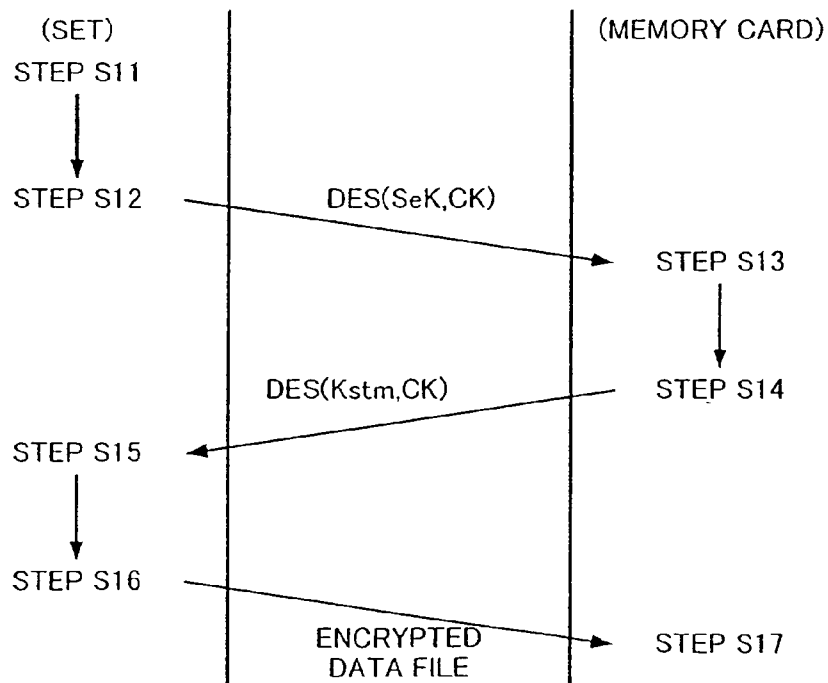 (SET)
(MEMORY CARD)
STEP S11
STEP S12
DES(SeK,CK)
STEP S13
DES(Kstm,CK)
STEP S14
STEP S15
STEP S16
ENCRYPTED
DATA FILE
STEP S17